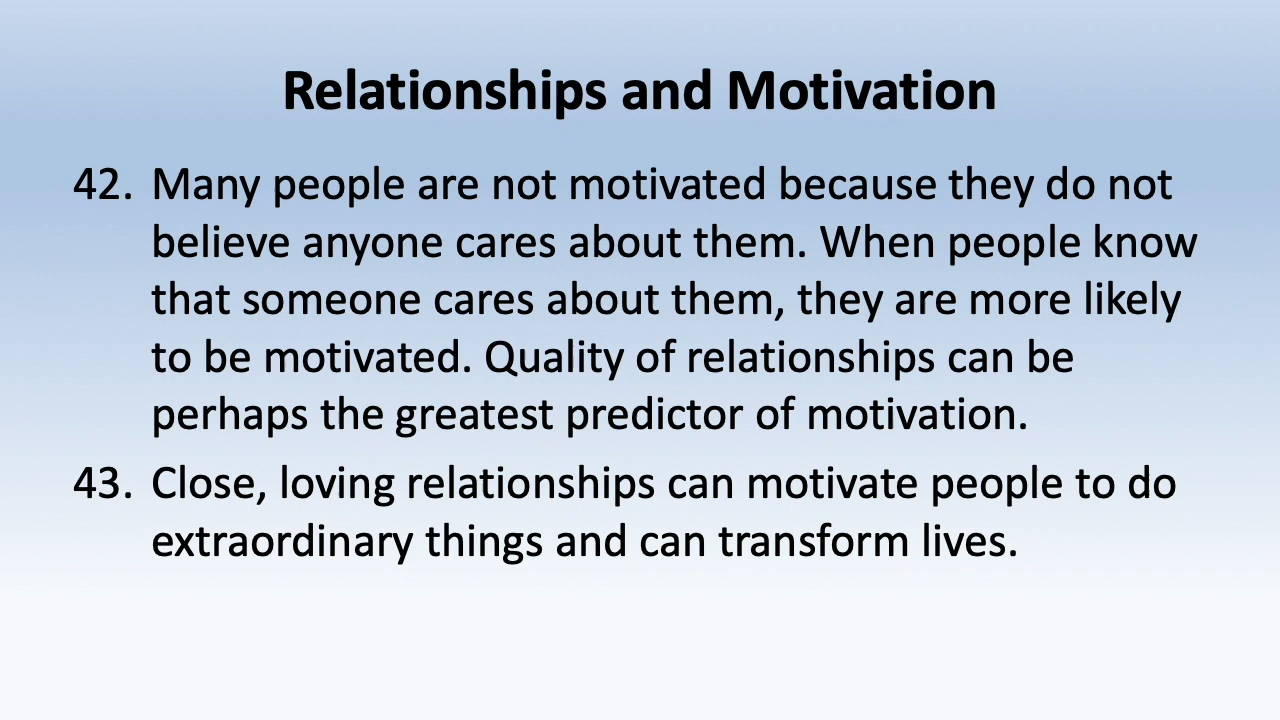 Relationships and Motivation
42. Many people are not motivated because they do not
believe anyone cares about them. When people know
that someone cares about them, they are more likely
to be motivated. Quality of relationships can be
perhaps the greatest predictor of motivation.
43. Close, loving relationships can motivate people to do
extraordinary things and can transform lives.